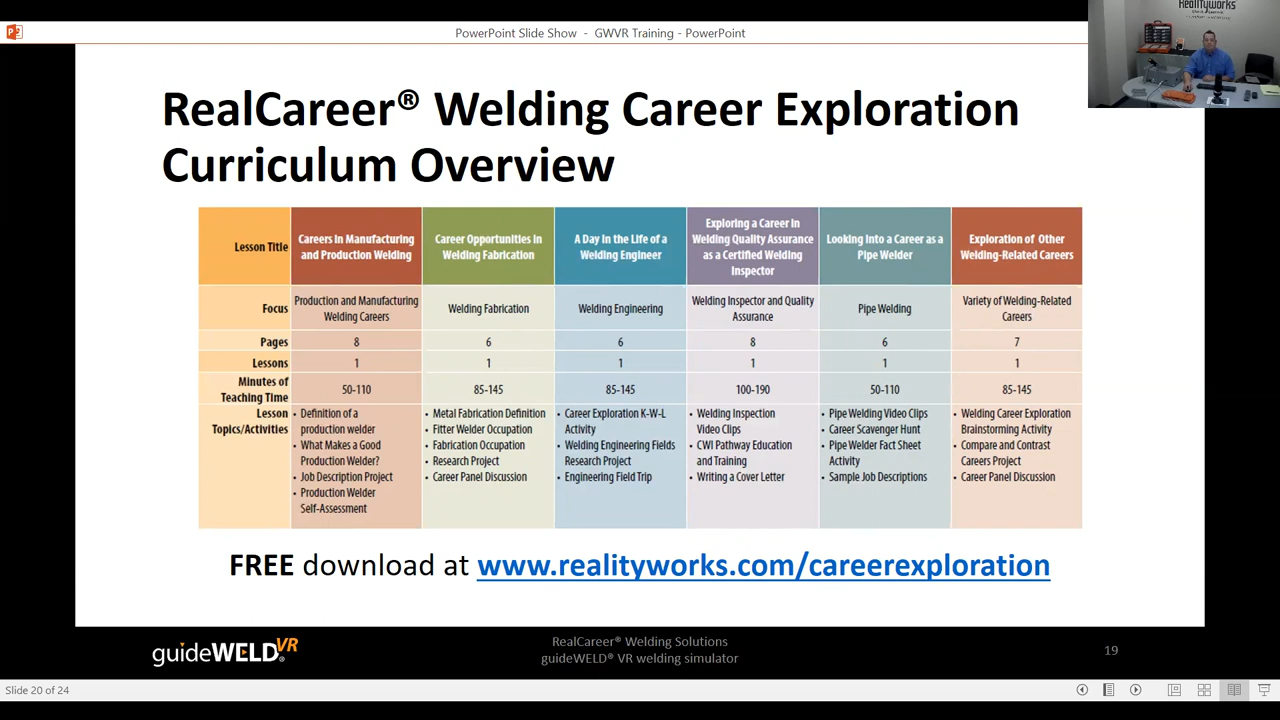 PowerPoint Slide Show - GWVR Training - PowerPoint
Realityworks
RealCareer® Welding Career Exploration
Curriculum Overview
Lesson Title
Careers in Manufacturing
and Production Welding
Career Opportunities in
Welding Fabrication
A Day in the Life of a
Welding Engineer
Exploring a Career in
Welding Quality Assurance
as a Certified Welding
Inspector
Looking Into a Career as a
Pipe Welder
Exploration of Other
Welding-Related Careers
Focus
Production and Manufacturing
Welding Careers
Welding Fabrication
Welding Engineering
Welding Inspector and Quality
Assurance
Pipe Welding
Variety of Welding-Related
Careers
Pages 8 6 6 8 6 7
Lessons 1 1 1 1 1 1
Minutes of
Teaching Time
50-110 85-145 85-145 100-190 50-110 85-145
Lesson
Topics/Activities
• Definition of a
production welder
• What Makes a Good
Production Welder?
• Job Description Project
• Production Welder
Self-Assessment
• Metal Fabrication Definition
• Fitter Welder Occupation
• Fabrication Occupation
• Research Project
• Career Panel Discussion
• Career Exploration K-W-L
Activity
• Welding Engineering Fields
Research Project
• Engineering Field Trip
• Welding Inspection
Video Clips
• CWI Pathway Education
and Training
• Writing a Cover Letter
• Pipe Welding Video Clips
• Career Scavenger Hunt
• Pipe Welder Fact Sheet
Activity
• Sample Job Descriptions
• Welding Career Exploration
Brainstorming Activity
• Compare and Contrast
Careers Project
• Career Panel Discussion
FREE download at www.realityworks.com/careerexploration
guideWELD VR®
RealCareer® Welding Solutions
guideWELD® VR welding simulator
19
Slide 20 of 24